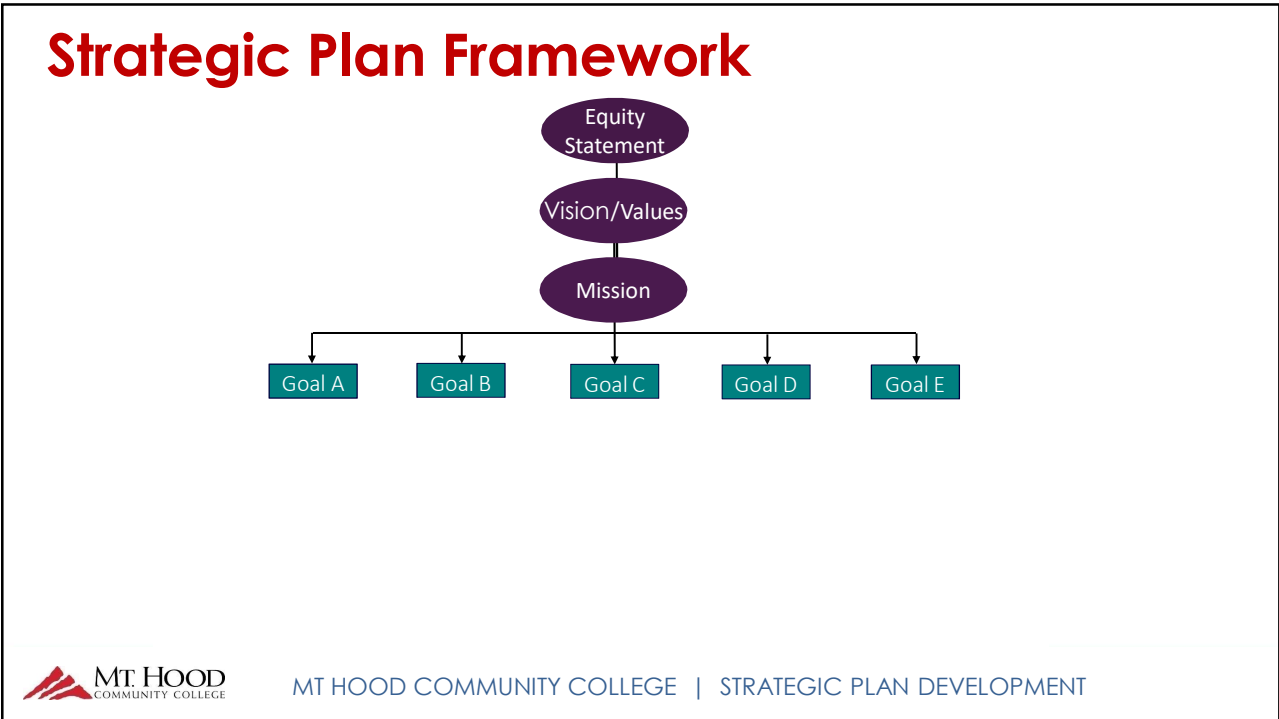 Strategic Plan Framework
Equity
Statement
Vision/Values
Mission
Goal A
Goal B
Goal C
Goal D
Goal E
MT. HOOD
COMMUNITY COLLEGE
MT HOOD COMMUNITY COLLEGE | STRATEGIC PLAN DEVELOPMENT